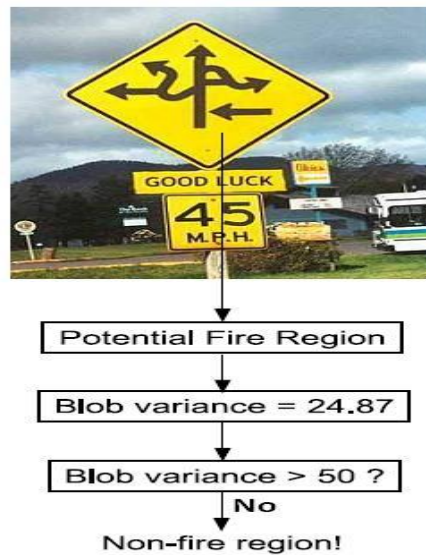 GOOD LUCK
45
M.P.H.
Potential Fire Region
Blob variance = 24.87
Blob variance > 50 ?
No
Non-fire region!